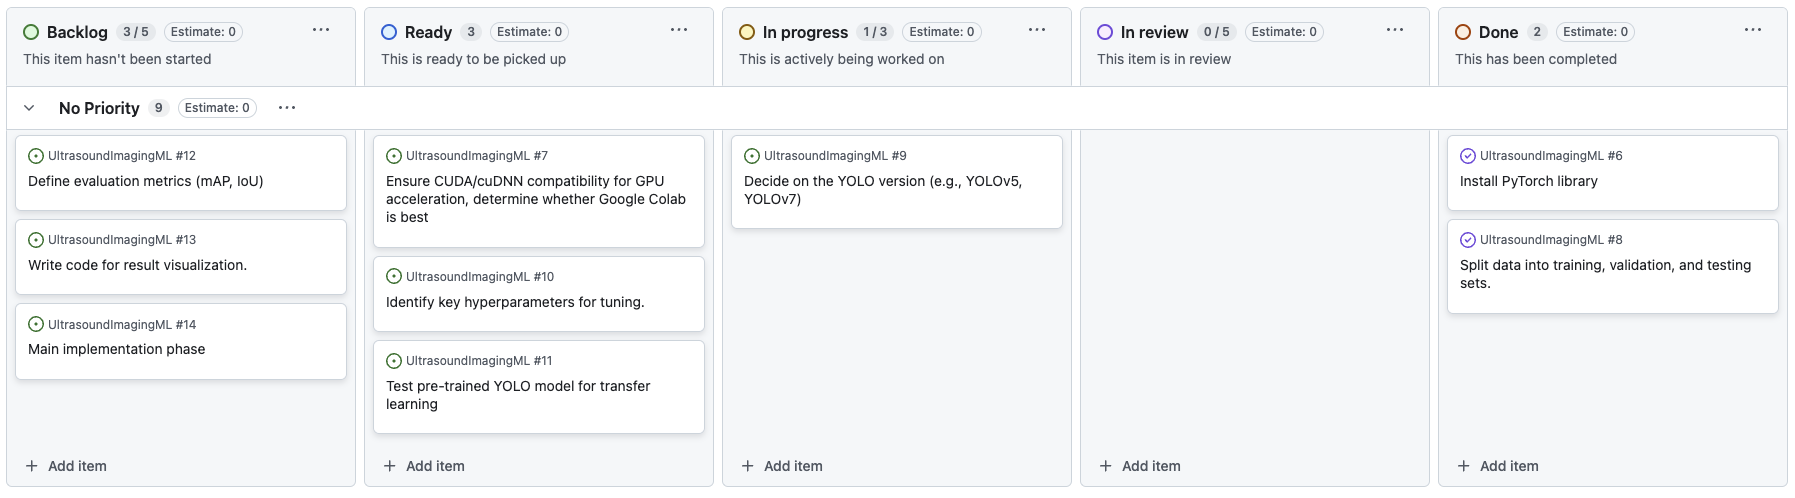 Backlog 3 / 5 Estimate: 0 ...
This item hasn't been started
Ready 3 Estimate: 0 ...
This is ready to be picked up
In progress 1 / 3 Estimate: 0 ...
This is actively being worked on
In review 0 / 5 Estimate: 0 ...
This item is in review
Done 2 Estimate: 0 ...
This has been completed
No Priority 9 Estimate: 0 ...
UltrasoundImagingML #12
Define evaluation metrics (mAP, IoU)
UltrasoundImagingML #13
Write code for result visualization.
UltrasoundImagingML #14
Main implementation phase
+ Add item
UltrasoundImagingML #7
Ensure CUDA/cuDNN compatibility for GPU
acceleration, determine whether Google Colab
is best
UltrasoundImagingML #10
Identify key hyperparameters for tuning.
UltrasoundImagingML #11
Test pre-trained YOLO model for transfer
learning
+ Add item
UltrasoundImagingML #9
Decide on the YOLO version (e.g., YOLOv5,
YOLOv7)
+ Add item
+ Add item
UltrasoundImagingML #6
Install PyTorch library
UltrasoundImagingML #8
Split data into training, validation, and testing
sets.
+ Add item